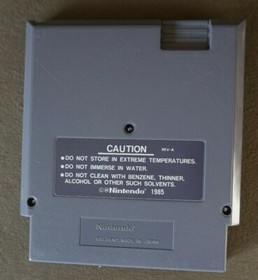 CAUTION REV-A
●DO NOT STORE IN EXTREME TEMPERATURES.
●DO NOT IMMERSE IN WATER.
●DO NOT CLEAN WITH BENZENE, THINNER,
ALCOHOL OR OTHER SUCH SOLVENTS.
©®Nintendo® 1985
Nintendo